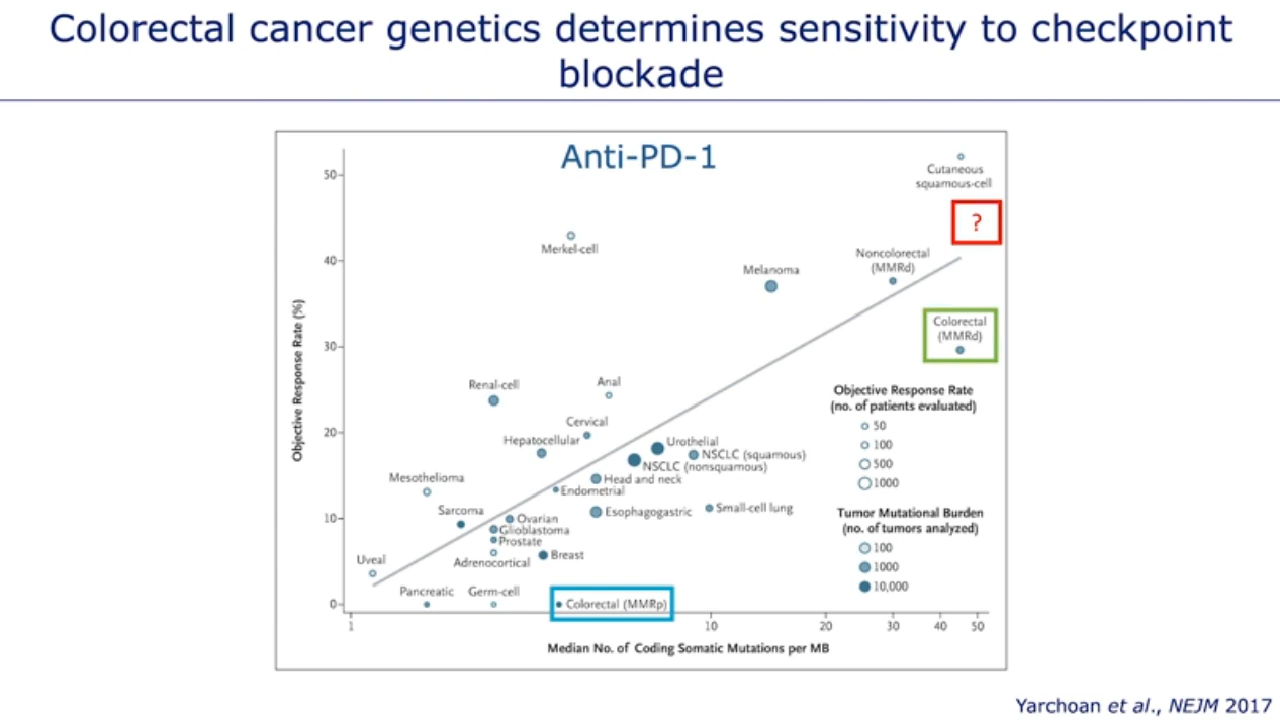 Colorectal cancer genetics determines sensitivity to checkpoint
blockade
Anti-PD-1
Objective Response Rate (%)
50
40
30
20
10
0
Cutaneous
squamous-cell
?
Merkel-cell
Noncolorectal
(MMRd)
Melanoma
Colorectal
(MMRd)
Renal-cell
Anal
Cervical
Hepatocellular
Urothelial
NSCLC (squamous)
NSCLC (nonsquamous)
Mesothelioma
Head and neck
Endometrial
Sarcoma
Esophagogastric
Small-cell lung
Ovarian
Glioblastoma
Prostate
Adrenocortical
Breast
Uveal
Pancreatic
Germ-cell
Colorectal (MMRp)
Objective Response Rate
(no. of patients evaluated)
50
100
500
1000
Tumor Mutational Burden
(no. of tumors analyzed)
100
1000
10,000
1
10
20
30
40
50
Median No. of Coding Somatic Mutations per MB
Yarchoan et al., NEJM 2017